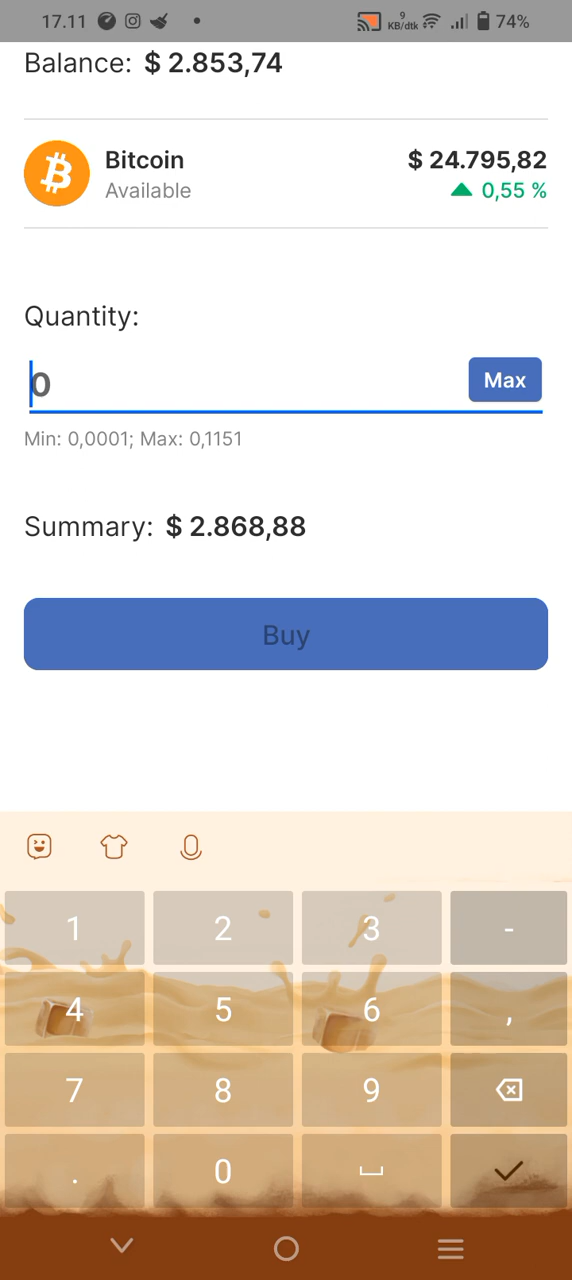 17.11 9 KB/dtk 74%
Balance: $ 2.853,74
Bitcoin $ 24.795,82
Available 0,55 %
Quantity:
0 Max
Min: 0,0001; Max: 0,1151
Summary: $ 2.868,88
Buy
1 2 3 -
4 5 6 ,
7 8 9
. 0